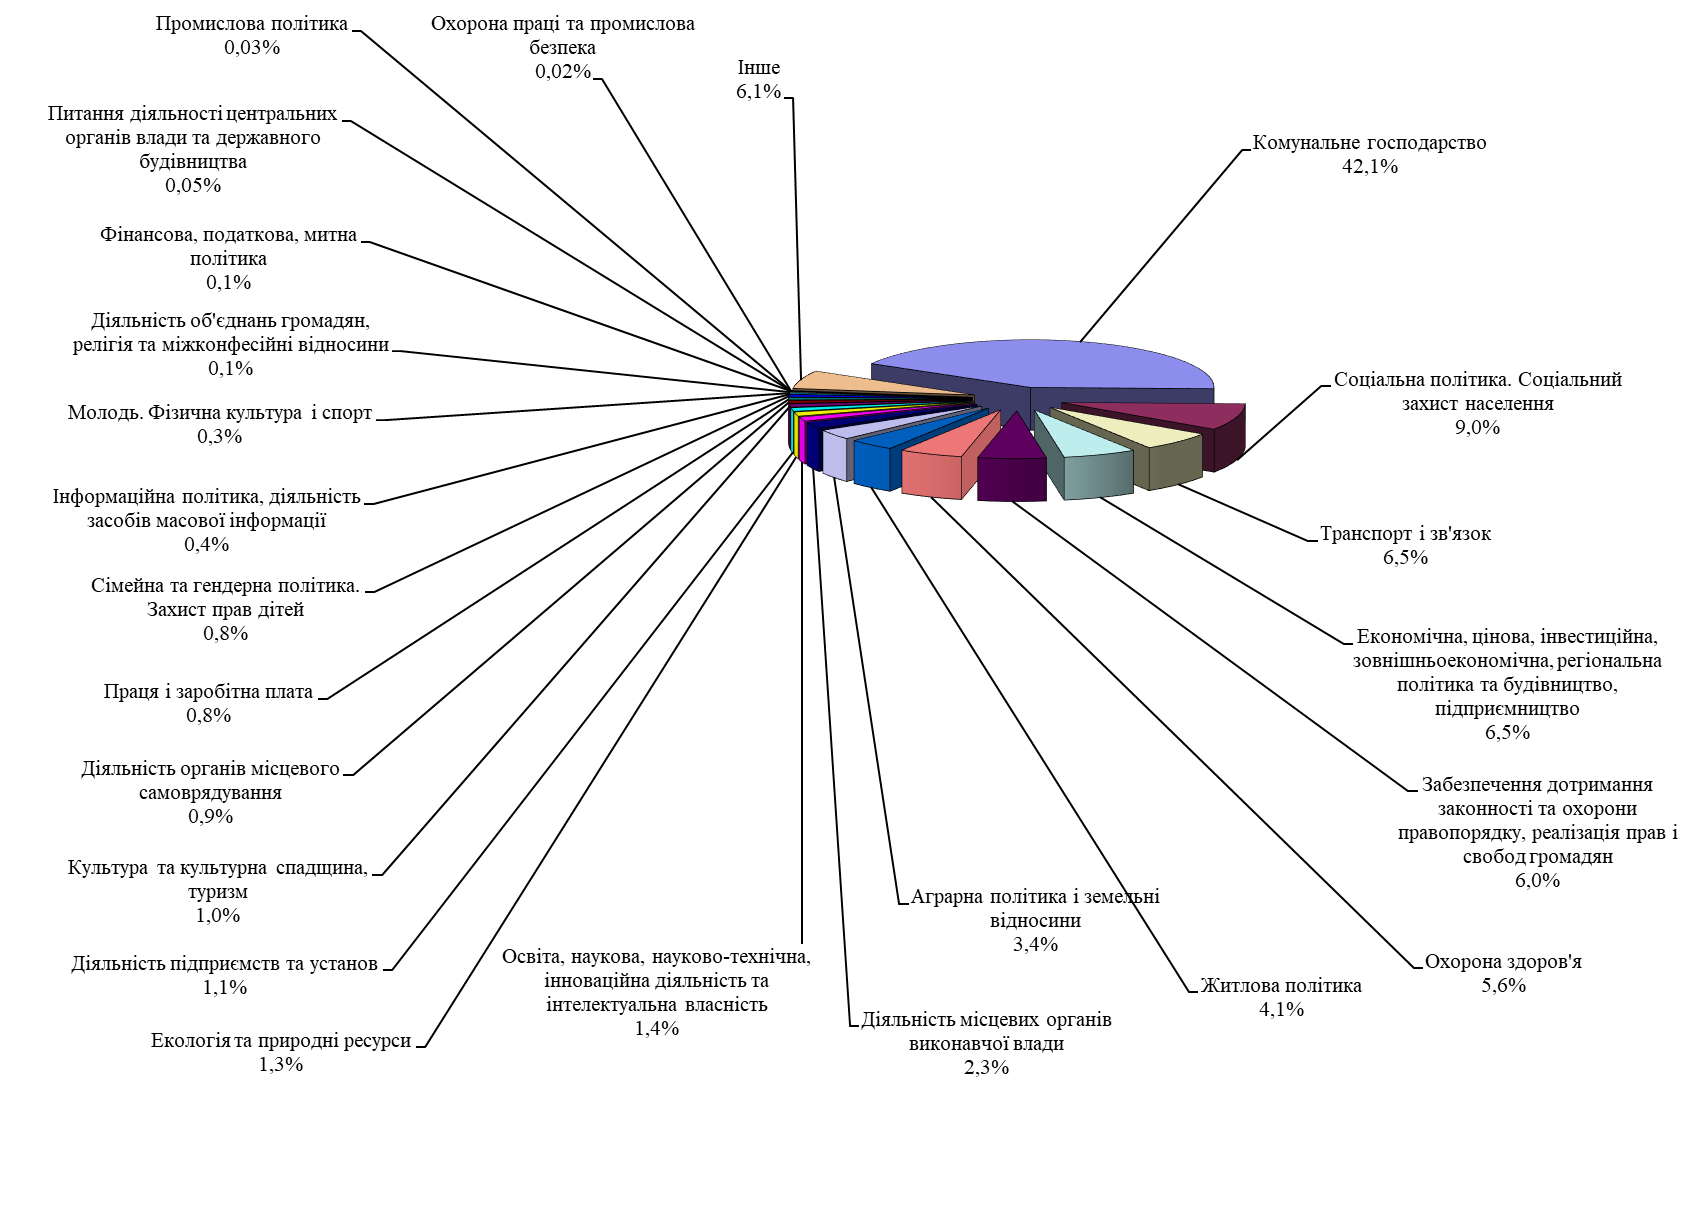 Промислова політика
0,03%
Охорона праці та промислова
безпека
0,02%
Інше
6,1%
Комунальне господарство
42,1%
Соціальна політика. Соціальний
захист населення
9,0%
Транспорт і зв'язок
6,5%
Економічна, цінова, інвестиційна,
зовнішньоекономічна, регіональна
політика та будівництво,
підприємництво
6,5%
Забезпечення дотримання
законності та охорони
правопорядку, реалізація прав і
свобод громадян
6,0%
Охорона здоров'я
5,6%
Житлова політика
4,1%
Аграрна політика і земельні
відносини
3,4%
Діяльність місцевих органів
виконавчої влади
2,3%
Освіта, наукова, науково-технічна,
інноваційна діяльність та
інтелектуальна власність
1,4%
Екологія та природні ресурси
1,3%
Діяльність підприємств та установ
1,1%
Культура та культурна спадщина,
туризм
1,0%
Діяльність органів місцевого
самоврядування
0,9%
Праця і заробітна плата
0,8%
Сімейна та гендерна політика.
Захист прав дітей
0,8%
Інформаційна політика, діяльність
засобів масової інформації
0,4%
Молодь. Фізична культура і спорт
0,3%
Діяльність об'єднань громадян,
релігія та міжконфесійні відносини
0,1%
Фінансова, податкова, митна
політика
0,1%
Питання діяльності центральних
органів влади та державного
будівництва
0,05%